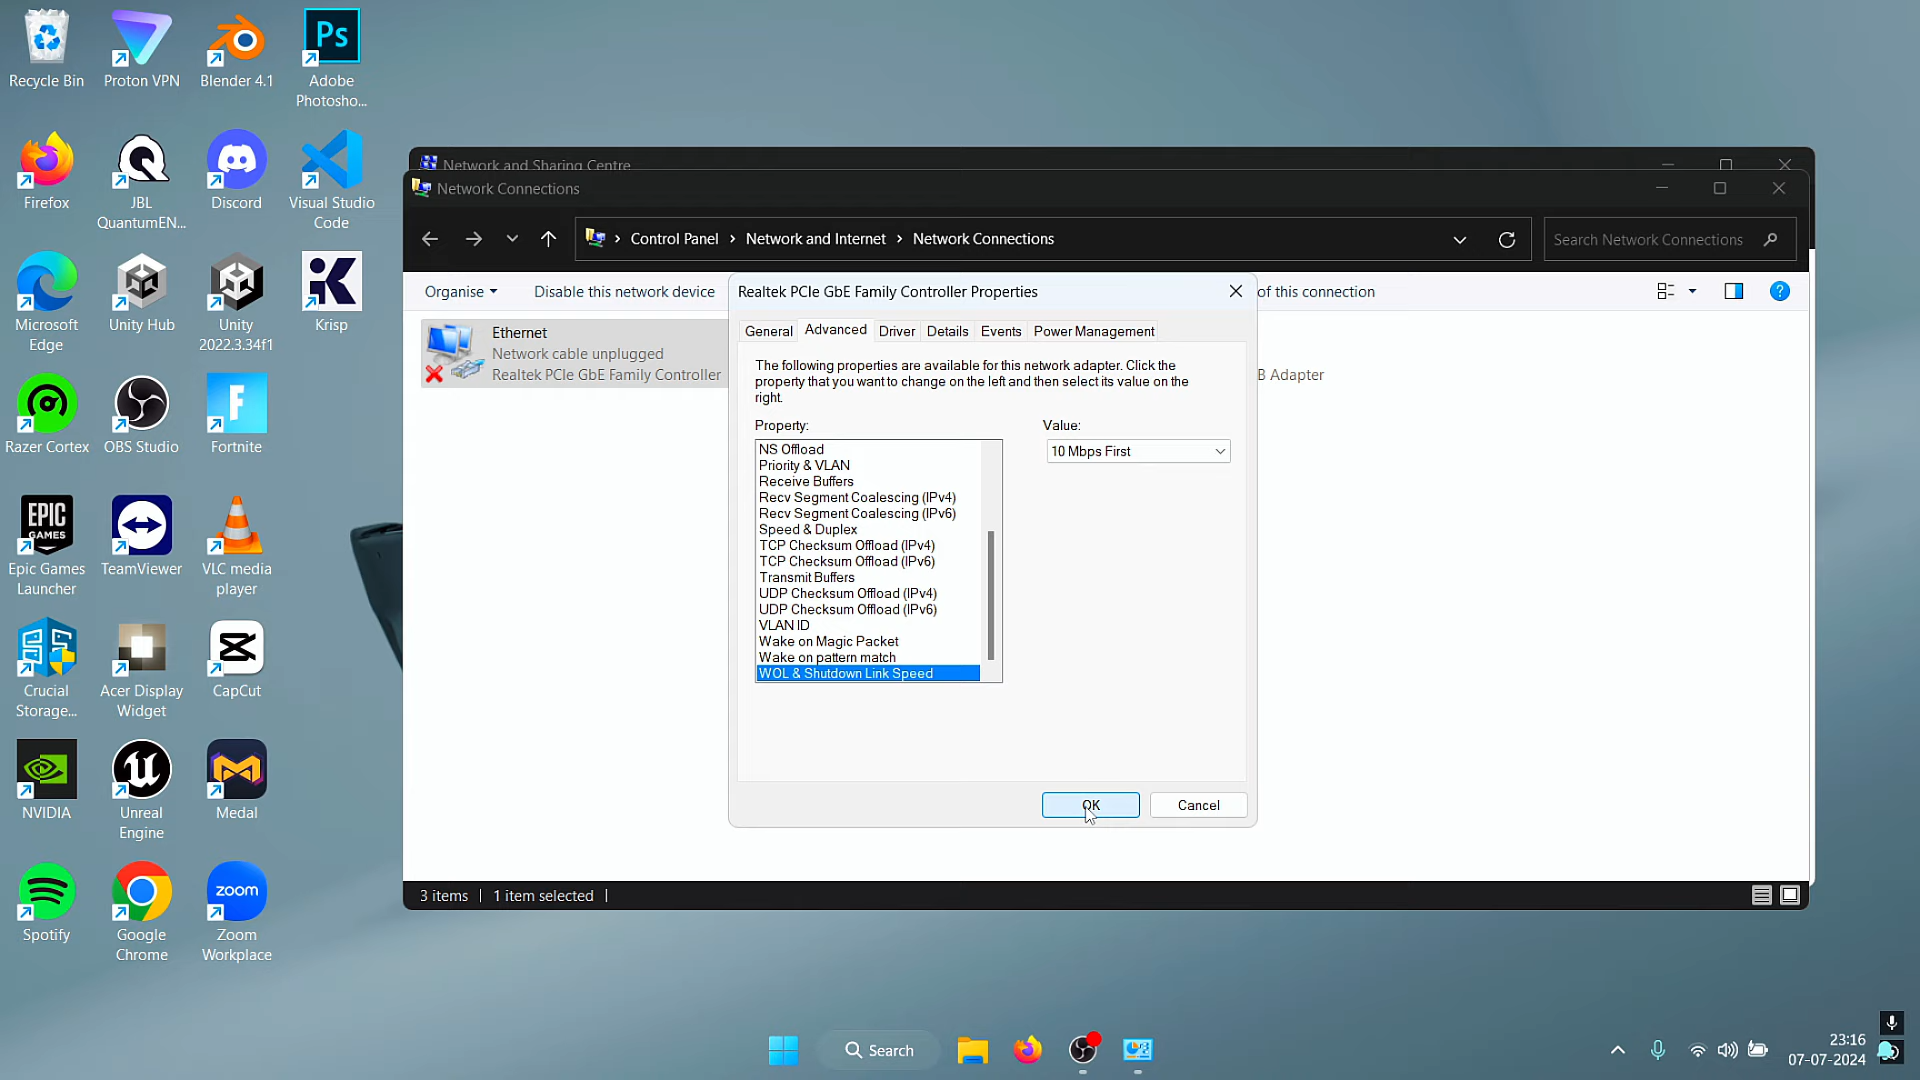 Recycle Bin
Proton VPN
Blender 4.1
Ps
Adobe
Photosho...
Firefox
JBL
QuantumEN...
Discord
Visual Studio
Code
Microsoft
Edge
Unity Hub
Unity
2022.3.34f1
Krisp
Razer Cortex
OBS Studio
F
Fortnite
EPIC
GAMES
Epic Games
Launcher
TeamViewer
VLC media
player
Crucial
Storage...
Acer Display
Widget
CapCut
NVIDIA
Unreal
Engine
Medal
Spotify
Google
Chrome
zoom
Zoom
Workplace
Network and Sharing Centre
Network Connections
Control Panel > Network and Internet > Network Connections
Search Network Connections
Organise
Disable this network device
of this connection
Ethernet
Network cable unplugged
Realtek PCIe GbE Family Controller
B Adapter
Realtek PCIe GbE Family Controller Properties
General
Advanced
Driver
Details
Events
Power Management
The following properties are available for this network adapter. Click the
property that you want to change on the left and then select its value on the
right.
Property:
Value:
10 Mbps First
NS Offload
Priority & VLAN
Receive Buffers
Recv Segment Coalescing (IPv4)
Recv Segment Coalescing (IPv6)
Speed & Duplex
TCP Checksum Offload (IPv4)
TCP Checksum Offload (IPv6)
Transmit Buffers
UDP Checksum Offload (IPv4)
UDP Checksum Offload (IPv6)
VLAN ID
Wake on Magic Packet
Wake on pattern match
WOL & Shutdown Link Speed
OK
Cancel
3 items
1 item selected
Search
23:16
07-07-2024